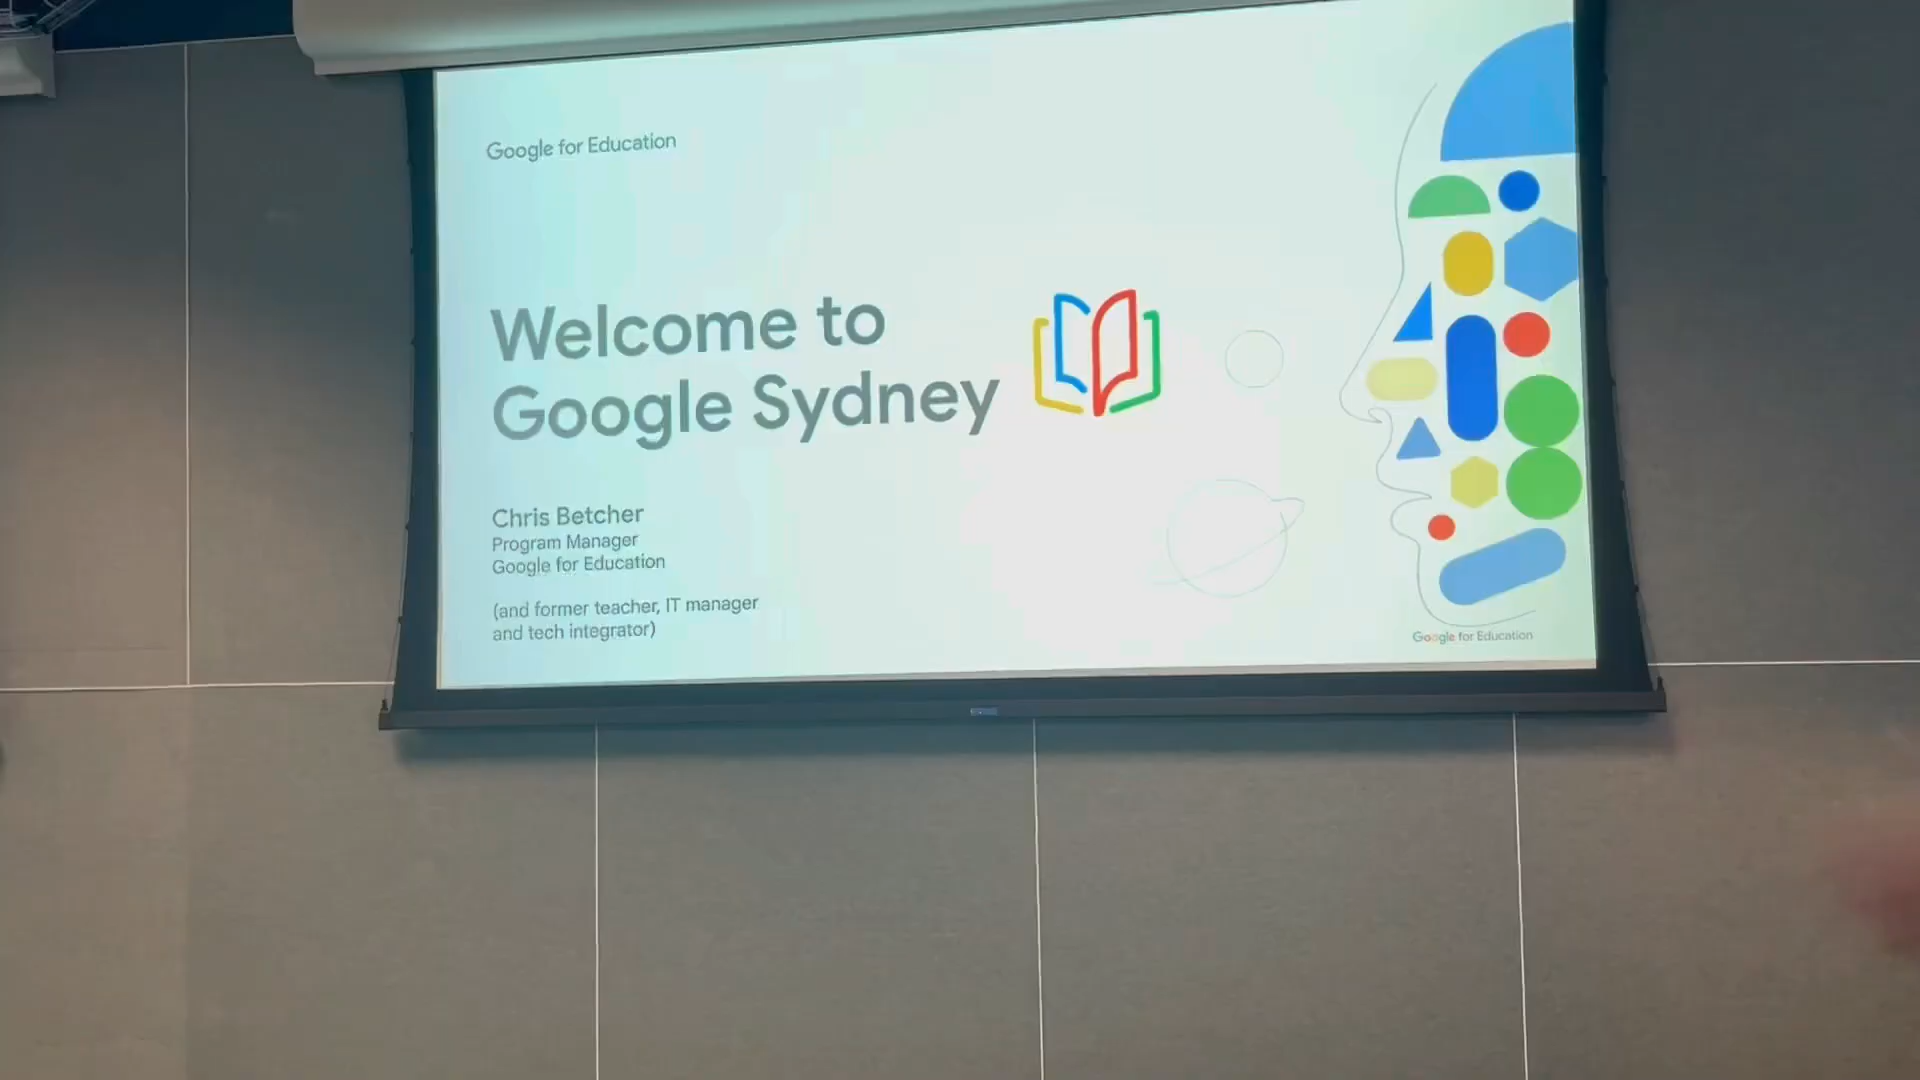 Google for Education
Welcome to
Google Sydney
Chris Betcher
Program Manager
Google for Education
(and former teacher, IT manager
and tech integrator)
Google for Education